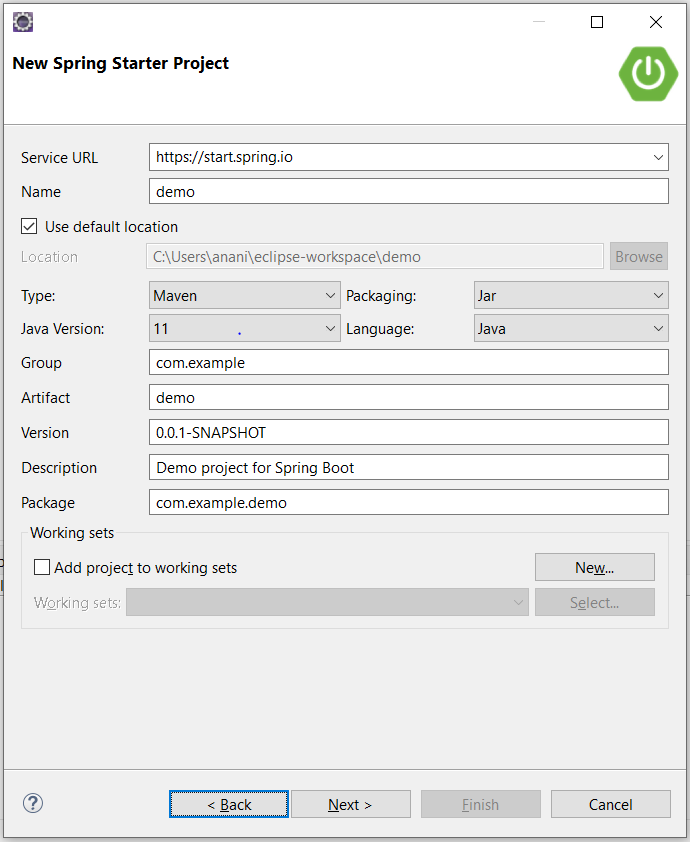 New Spring Starter Project
Service URL https://start.spring.io
Name demo
Use default location
Location C:\Users\anani\eclipse-workspace\demo Browse
Type: Maven Packaging: Jar
Java Version: 11 Language: Java
Group com.example
Artifact demo
Version 0.0.1-SNAPSHOT
Description Demo project for Spring Boot
Package com.example.demo
Working sets
Add project to working sets New...
Working sets: Select...
? < Back Next > Finish Cancel